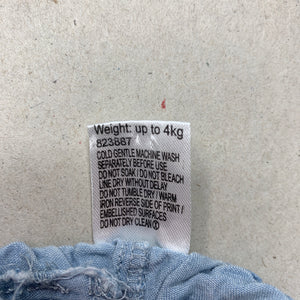 Weight: up to 4kg
823887
COLD GENTLE MACHINE WASH
SEPARATELY BEFORE USE
DO NOT SOAK / DO NOT BLEACH
LINE DRY WITHOUT DELAY
DO NOT TUMBLE DRY / WARM
IRON REVERSE SIDE OF PRINT /
EMBELLISHED SURFACES
DO NOT DRY CLEAN